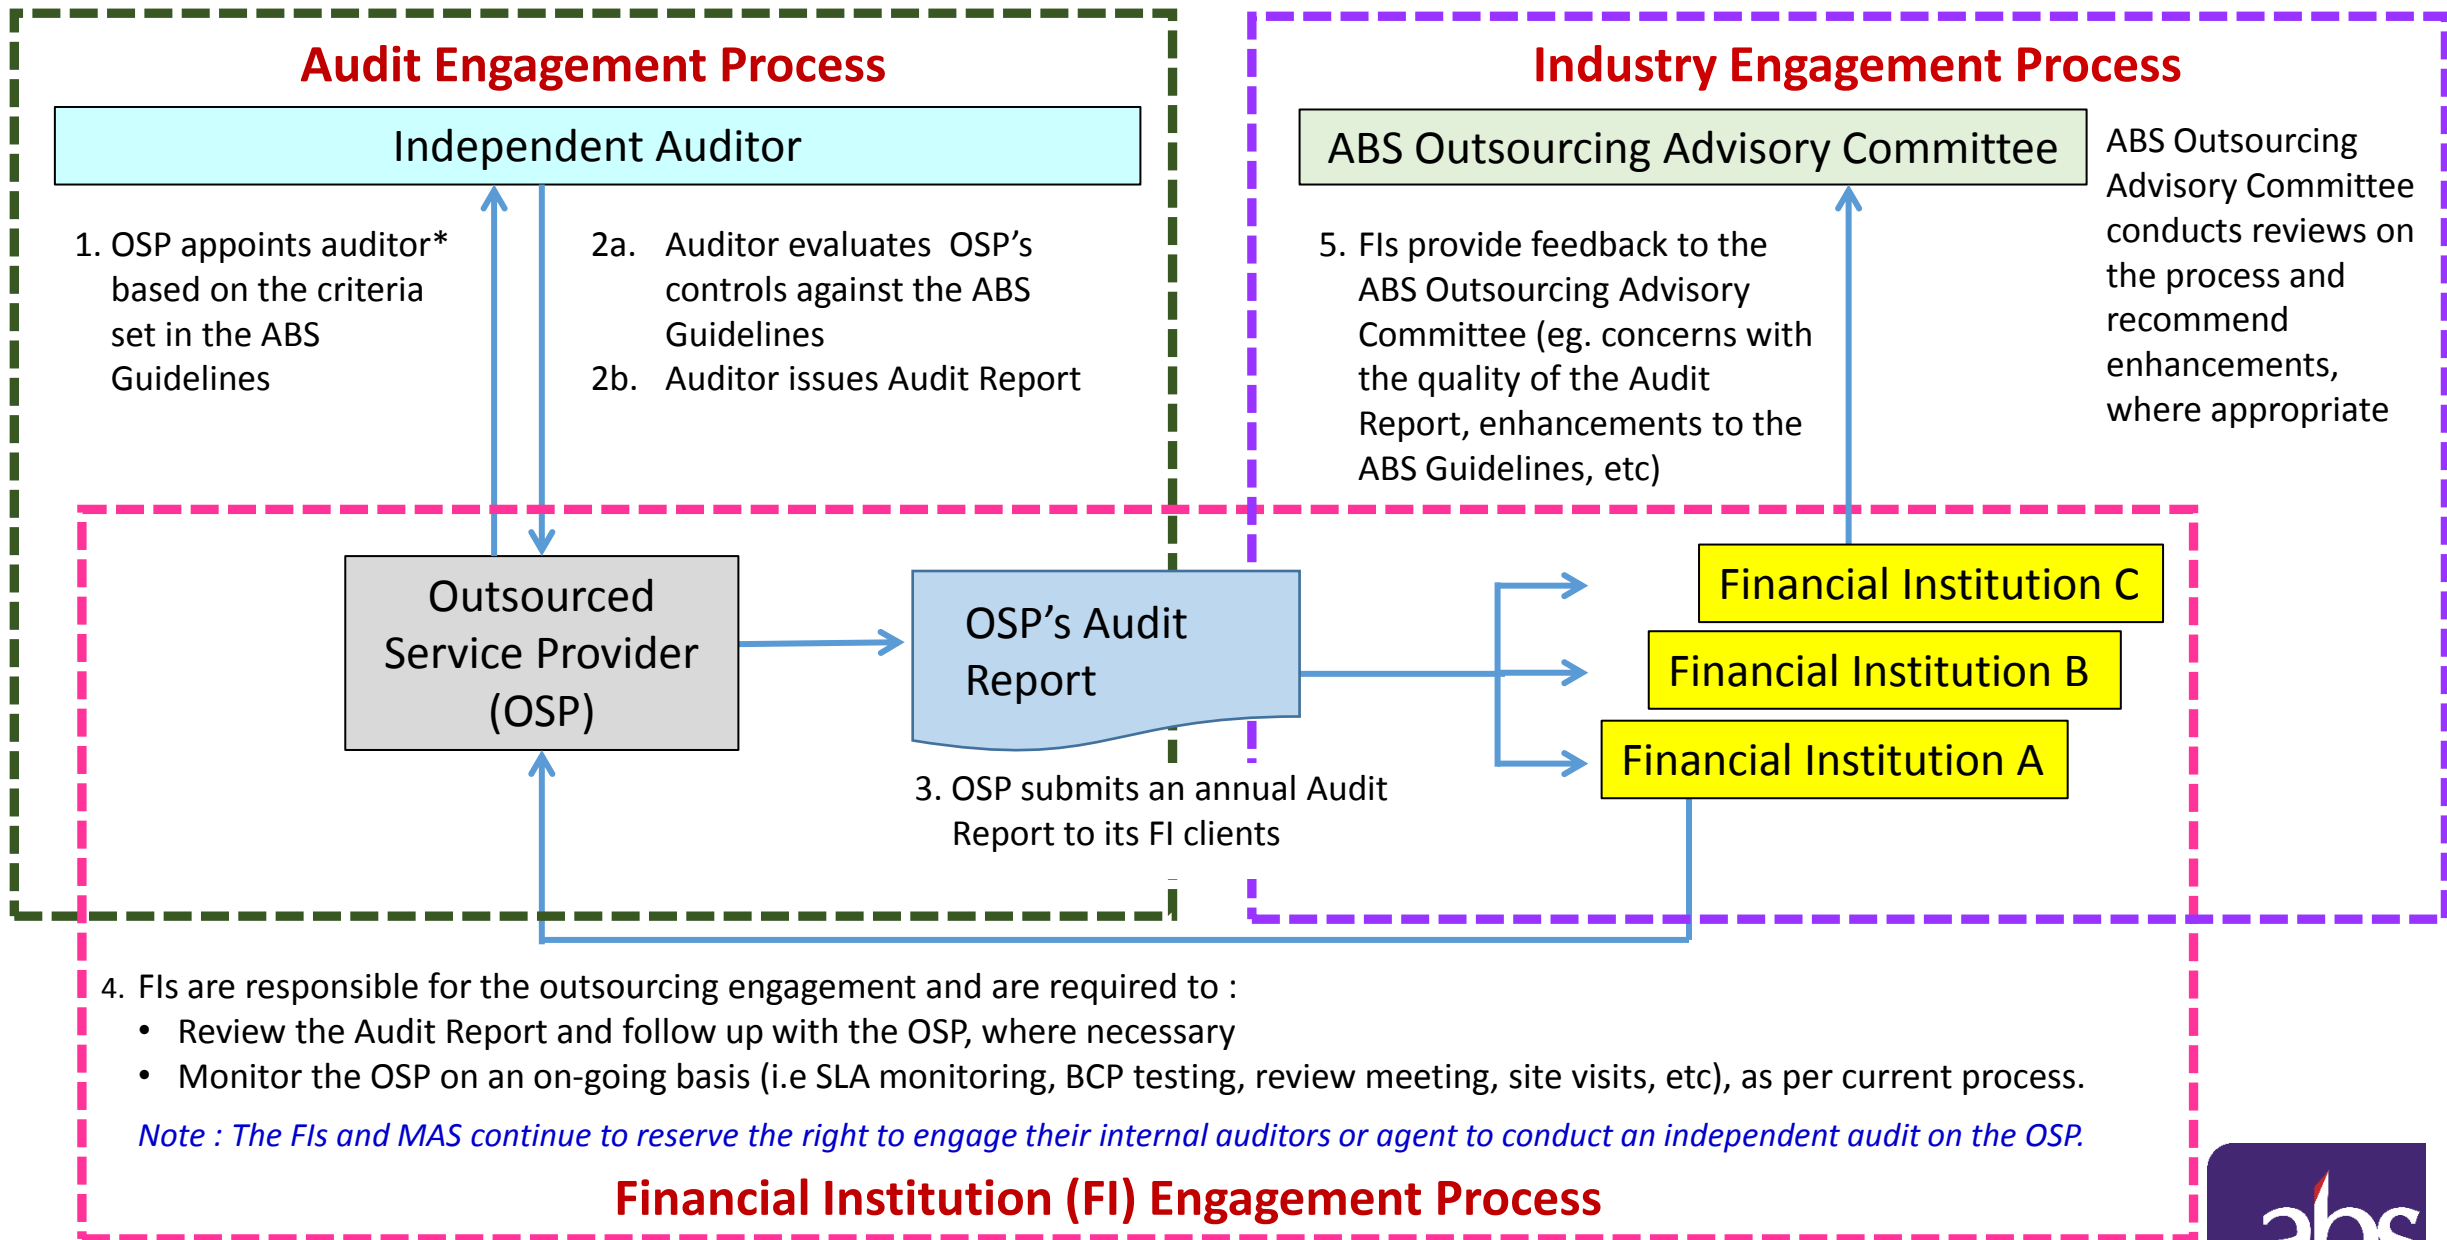 Audit Engagement Process
Independent Auditor
1. OSP appoints auditor*
based on the criteria
set in the ABS
Guidelines
2a. Auditor evaluates OSP’s
controls against the ABS
Guidelines
2b. Auditor issues Audit Report
Industry Engagement Process
ABS Outsourcing Advisory Committee
ABS Outsourcing
Advisory Committee
conducts reviews on
the process and
recommend
enhancements,
where appropriate
5. FIs provide feedback to the
ABS Outsourcing Advisory
Committee (eg. concerns with
the quality of the Audit
Report, enhancements to the
ABS Guidelines, etc)
Outsourced
Service Provider
(OSP)
OSP’s Audit
Report
Financial Institution C
Financial Institution B
Financial Institution A
3. OSP submits an annual Audit
Report to its FI clients
4. FIs are responsible for the outsourcing engagement and are required to :
• Review the Audit Report and follow up with the OSP, where necessary
• Monitor the OSP on an on-going basis (i.e SLA monitoring, BCP testing, review meeting, site visits, etc), as per current process.
Note : The FIs and MAS continue to reserve the right to engage their internal auditors or agent to conduct an independent audit on the OSP.
Financial Institution (FI) Engagement Process
abs